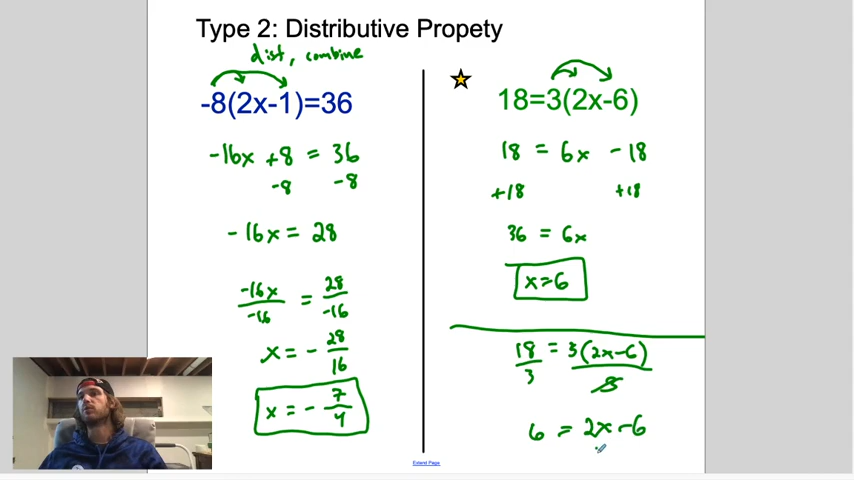 Type 2: Distributive Propety
dist, combine
-8(2x-1)=36
-16x +8 = 36
-8 -8
-16x = 28
-16x/-16 = 28/-16
x = - 28/16
x = - 7/4
18=3(2x-6)
18 = 6x - 18
+18 +18
36 = 6x
x=6
18/3 = 3(2x-6)/3
6 = 2x-6
Extend Page